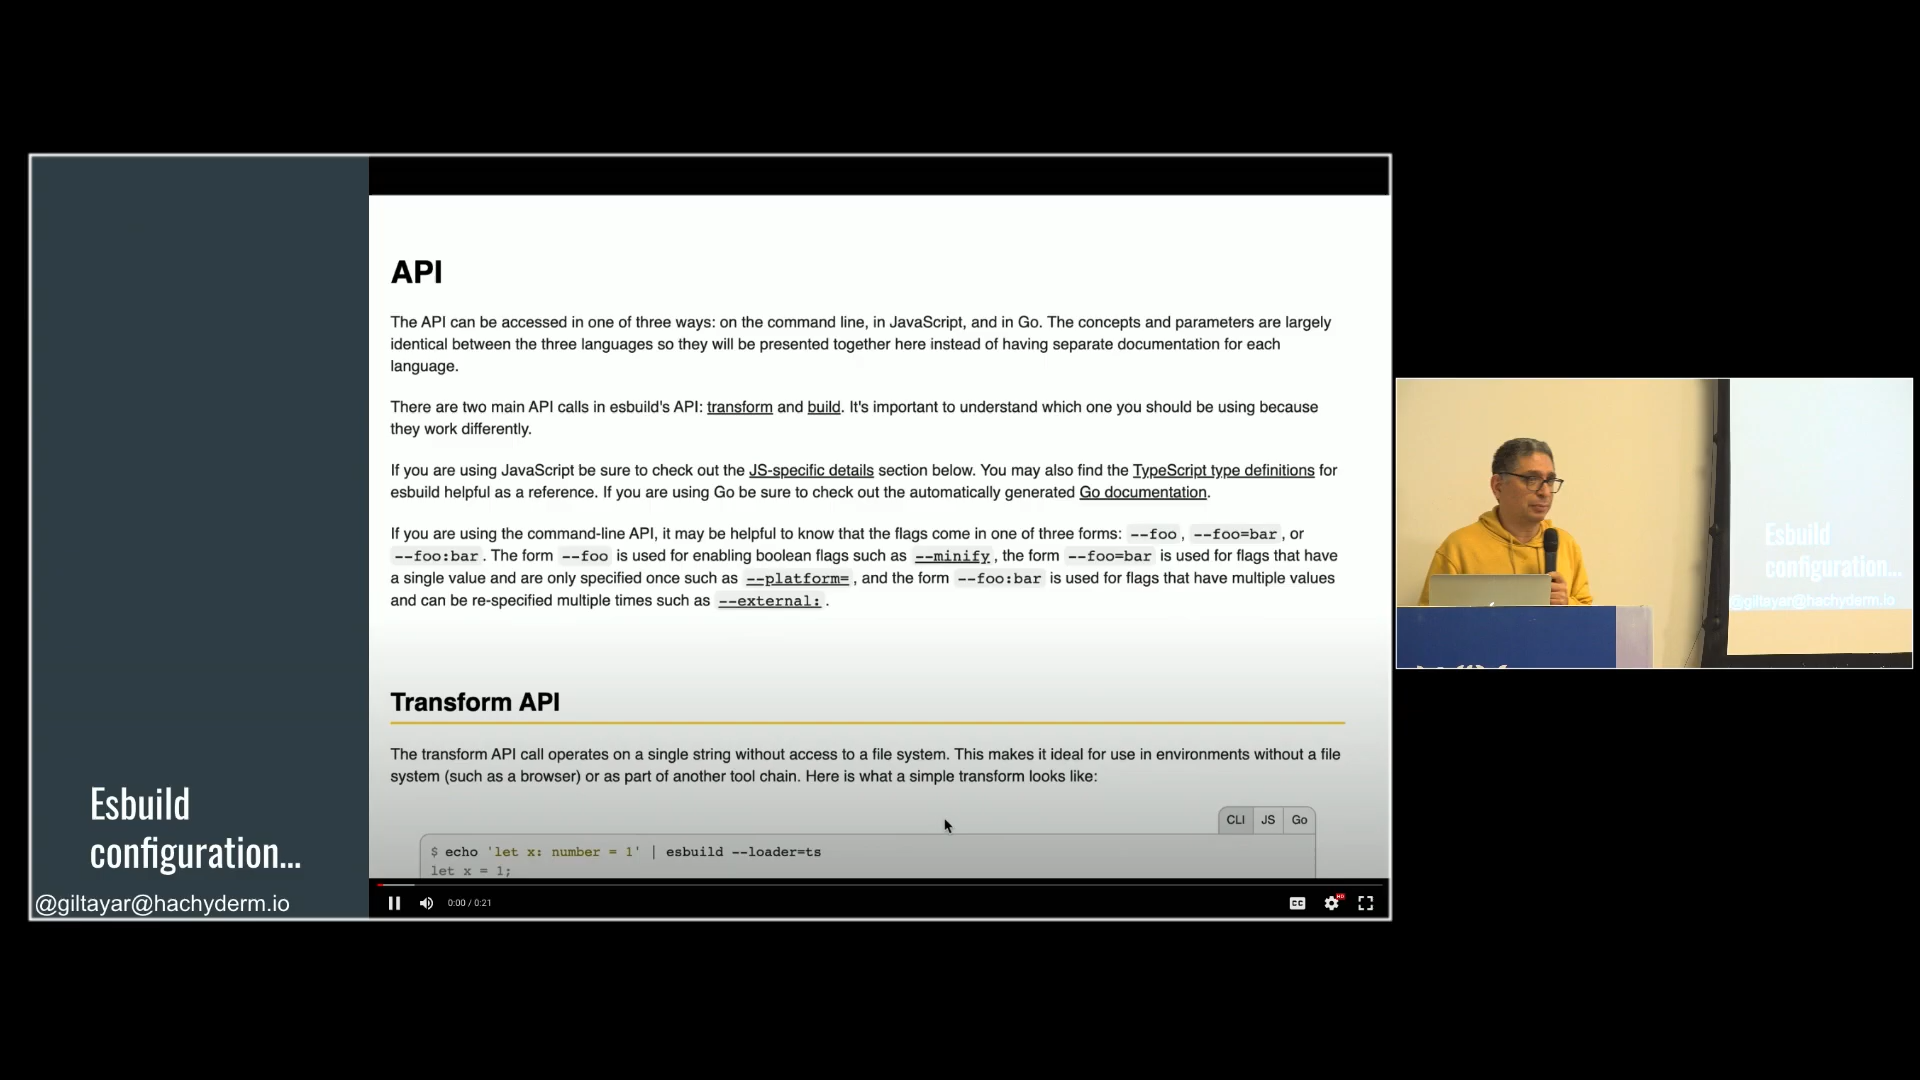 API
The API can be accessed in one of three ways: on the command line, in JavaScript, and in Go. The concepts and parameters are largely
identical between the three languages so they will be presented together here instead of having separate documentation for each
language.
There are two main API calls in esbuild's API: transform and build. It's important to understand which one you should be using because
they work differently.
If you are using JavaScript be sure to check out the JS-specific details section below. You may also find the TypeScript type definitions for
esbuild helpful as a reference. If you are using Go be sure to check out the automatically generated Go documentation.
If you are using the command-line API, it may be helpful to know that the flags come in one of three forms: --foo, --foo=bar, or
--foo:bar. The form --foo is used for enabling boolean flags such as --minify, the form --foo=bar is used for flags that have
a single value and are only specified once such as --platform=, and the form --foo:bar is used for flags that have multiple values
and can be re-specified multiple times such as --external:.
Transform API
The transform API call operates on a single string without access to a file system. This makes it ideal for use in environments without a file
system (such as a browser) or as part of another tool chain. Here is what a simple transform looks like:
CLI JS Go
$ echo 'let x: number = 1' | esbuild --loader=ts
let x = 1;
0:00 / 0:21
CC
HD
Esbuild
configuration...
@giltayar@hachyderm.io
Esbuild
configuration...
@giltayar@hachyderm.io